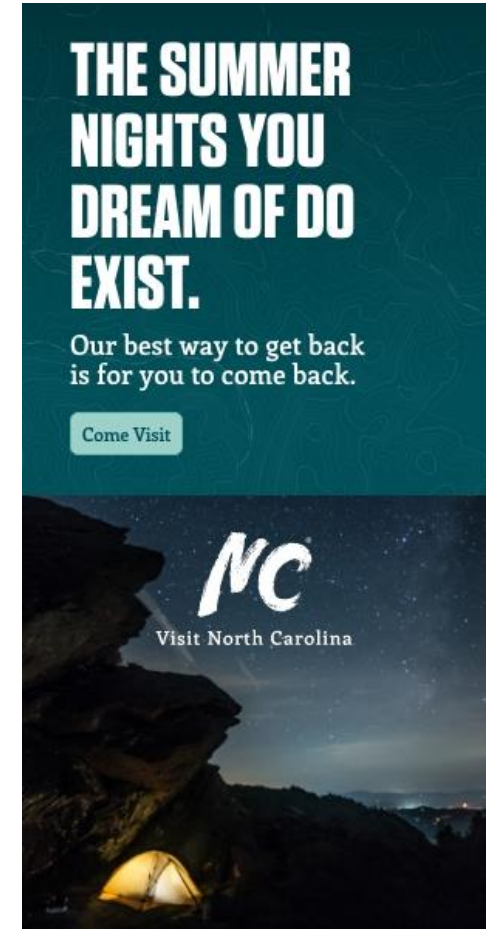 THE SUMMER
NIGHTS YOU
DREAM OF DO
EXIST.
Our best way to get back
is for you to come back.
Come Visit
NC
Visit North Carolina